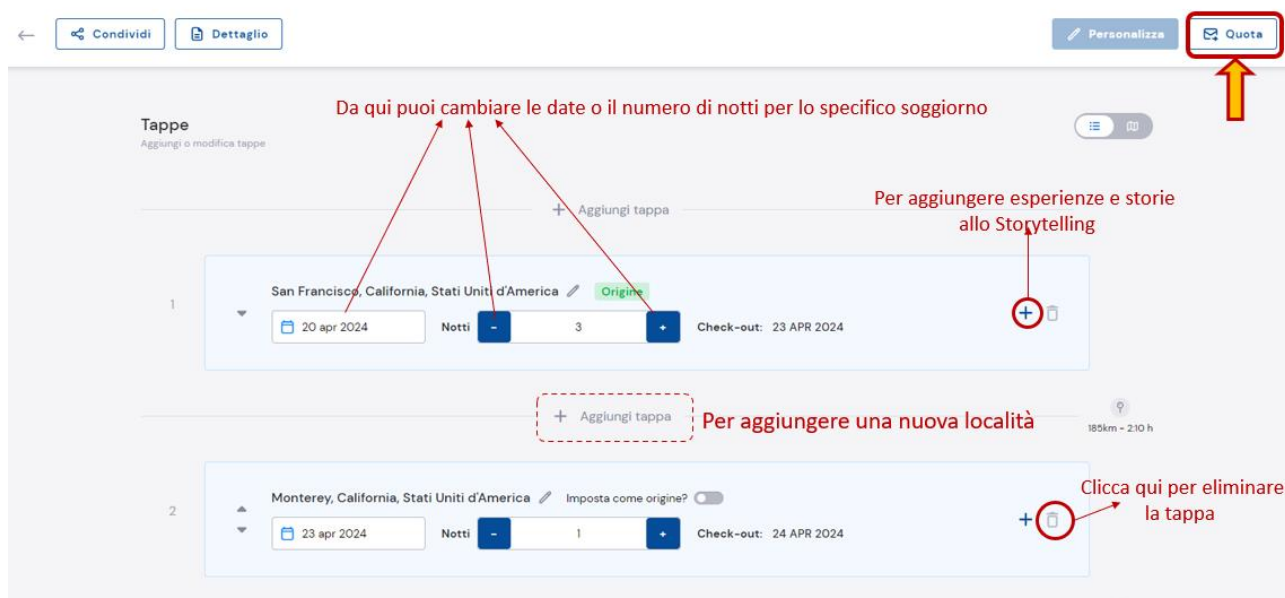 Condividi
Dettaglio
Personalizza
Quota
Da qui puoi cambiare le date o il numero di notti per lo specifico soggiorno
Tappe
Aggiungi o modifica tappe
+ Aggiungi tappa
Per aggiungere esperienze e storie
allo Storytelling
1
San Francisco, California, Stati Uniti d'America
Origine
20 apr 2024
Notti - 3 +
Check-out: 23 APR 2024
+
+ Aggiungi tappa
Per aggiungere una nuova località
185km - 2:10 h
2
Monterey, California, Stati Uniti d'America
Imposta come origine?
23 apr 2024
Notti - 1 +
Check-out: 24 APR 2024
+
Clicca qui per eliminare
la tappa